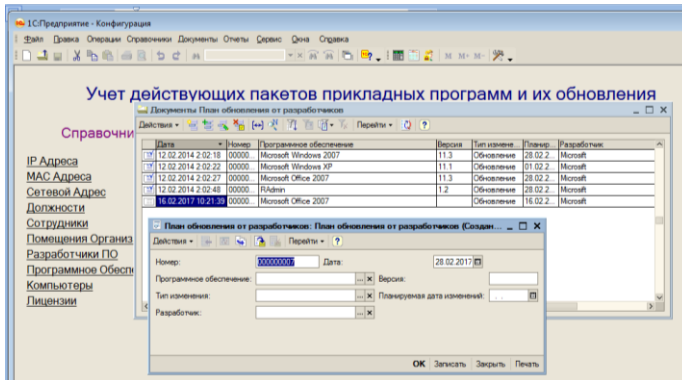 1С:Предприятие - Конфигурация
Файл Правка Операции Справочники Документы Отчеты Сервис Окна Справка
M M+ M-
Учет действующих пакетов прикладных программ и их обновления
Документы План обновления от разработчиков
Действия Перейти
Справочни
Дата Номер Программное обеспечение Версия Тип измене... Планир... Разработчик
12.02.2014 2:02:18 00000... Microsoft Windows 2007 11.3 Обновление 28.02.2... Microsft
12.02.2014 2:02:22 00000... Microsoft Windows XP 11.1 Обновление 01.02.2... Microsft
12.02.2014 2:02:27 00000... Microsoft Office 2007 11.3 Обновление 28.02.2... Microsft
12.02.2014 2:02:48 00000... RAdmin 1.2 Обновление 28.02.2... Microsft
16.02.2017 10:21:39 00000... Microsoft Office 2007 Обновление 16.02.2... Microsft
IP Адреса
MAC Адреса
Сетевой Адрес
Должности
Сотрудники
Помещения Организ
Разработчики ПО
Программное Обесп
Компьютеры
Лицензии
План обновления от разработчиков: План обновления от разработчиков (Создан...
Действия Перейти
Номер: 000000007 Дата: 28.02.2017
Программное обеспечение: Версия:
Тип изменения: Планируемая дата изменений: . .
Разработчик:
OK Записать Закрыть Печать